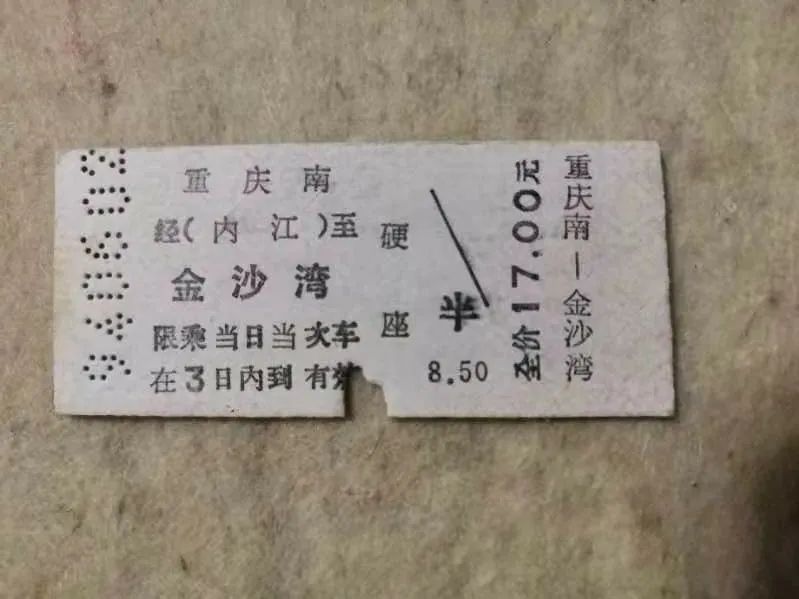 重庆南
经(内江)至
金沙湾
限乘当日当次车
在3日内到有效
硬座
半
8.50
全价17.00元
重庆南—金沙湾